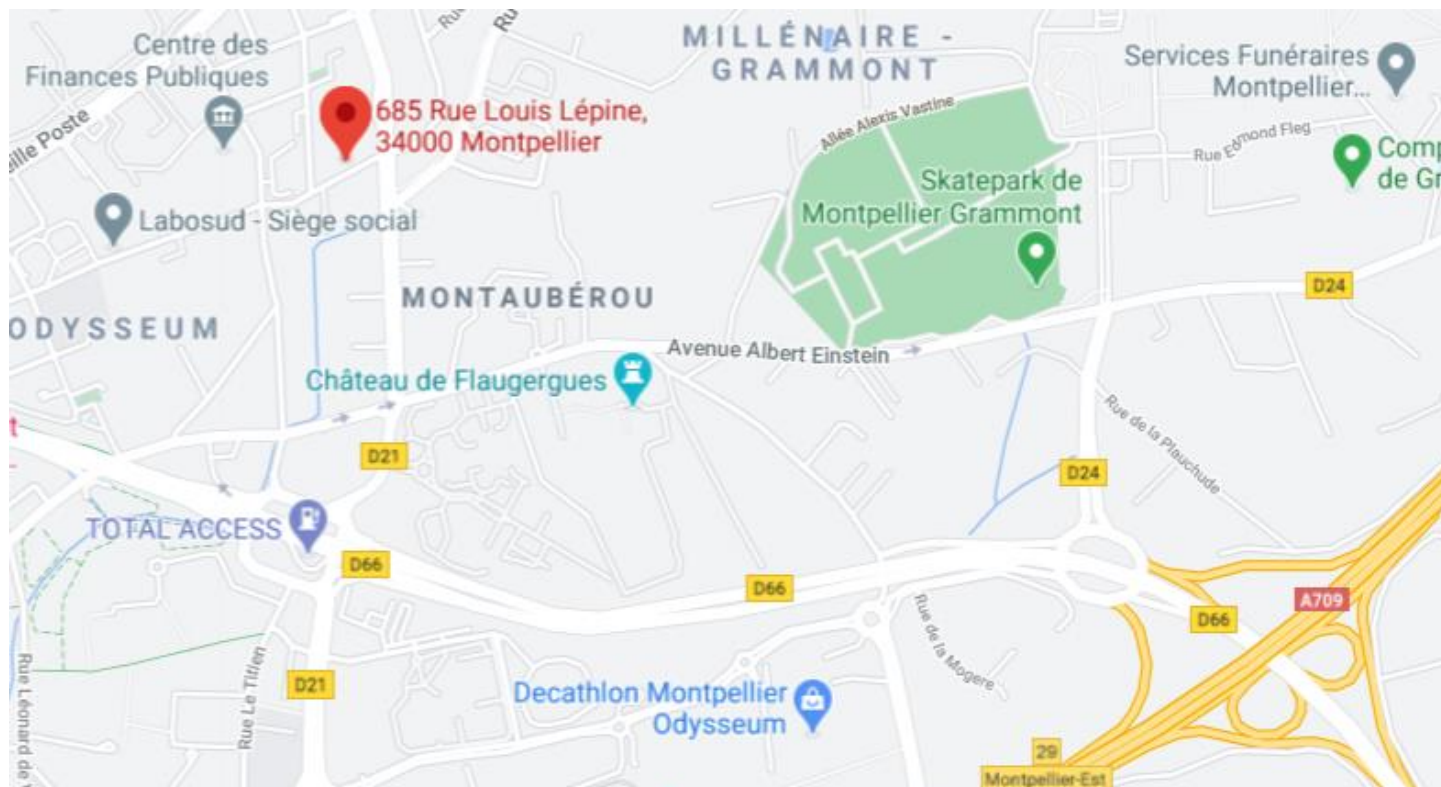 Centre des
Finances Publiques
MILLÉNAIRE -
GRAMMONT
Services Funéraires
Montpellier...
685 Rue Louis Lépine,
34000 Montpellier
Allée Alexis Vastine
Poste
Comp
de Gr
Skatepark de
Montpellier Grammont
Labosud - Siège social
MONTAUBÉROU
D24
ODYSSEUM
Avenue Albert Einstein
Château de Flaugergues
Rue de la Plauchude
D21
D24
TOTAL ACCESS
D66
D66
A709
D66
Rue de la Mogere
Rue Léonard de
Rue Le Titien
D21
Decathlon Montpellier
Odysseum
29
Montpellier-Est